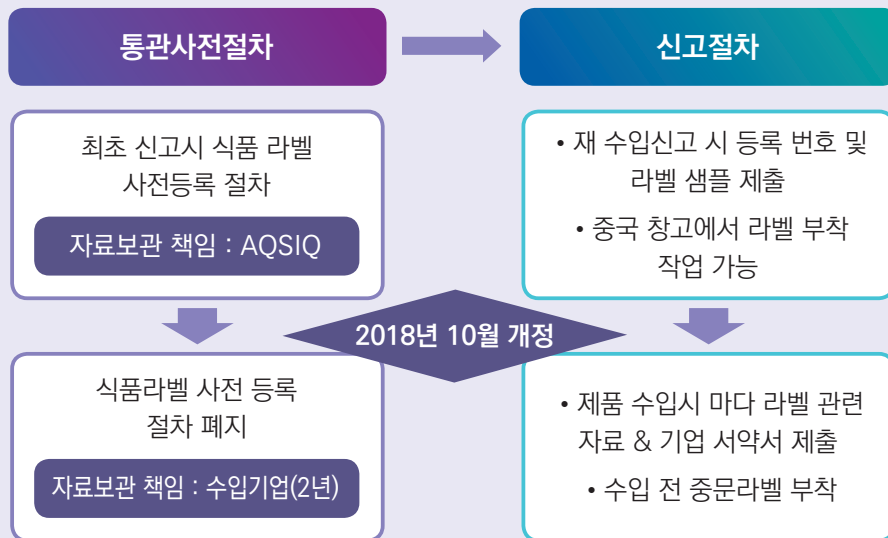 통관사전절차
신고절차
최초 신고시 식품 라벨
사전등록 절차
자료보관 책임 : AQSIQ
• 재 수입신고 시 등록 번호 및
라벨 샘플 제출
• 중국 창고에서 라벨 부착
작업 가능
2018년 10월 개정
식품라벨 사전 등록
절차 폐지
자료보관 책임 : 수입기업(2년)
• 제품 수입시 마다 라벨 관련
자료 & 기업 서약서 제출
• 수입 전 중문라벨 부착